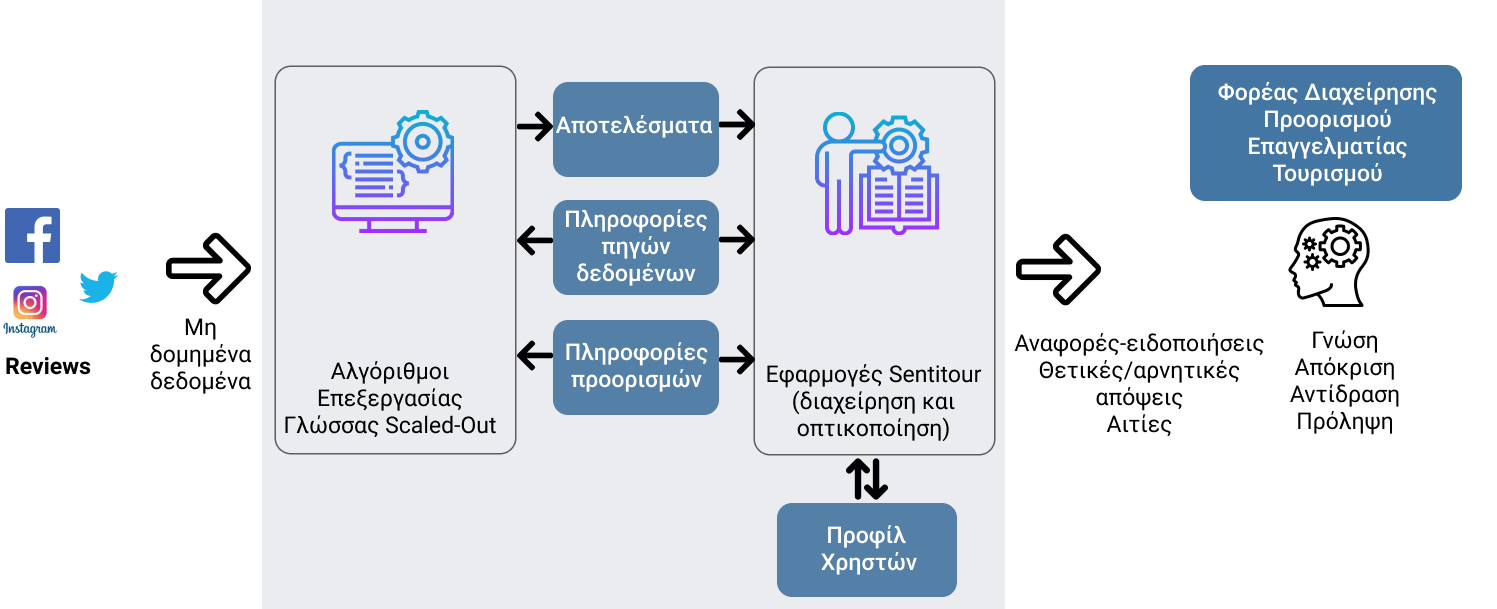 Instagram
Reviews
Μη
δομημένα
δεδομένα
Αλγόριθμοι
Επεξεργασίας
Γλώσσας Scaled-Out
Αποτελέσματα
Πληροφορίες
πηγών
δεδομένων
Πληροφορίες
προορισμών
Εφαρμογές Sentitour
(διαχείρηση και
οπτικοποίηση)
Προφίλ
Χρηστών
Αναφορές-ειδοποιήσεις
Θετικές/αρνητικές
απόψεις
Αιτίες
Φορέας Διαχείρησης
Προορισμού
Επαγγελματίας
Τουρισμού
Γνώση
Απόκριση
Αντίδραση
Πρόληψη